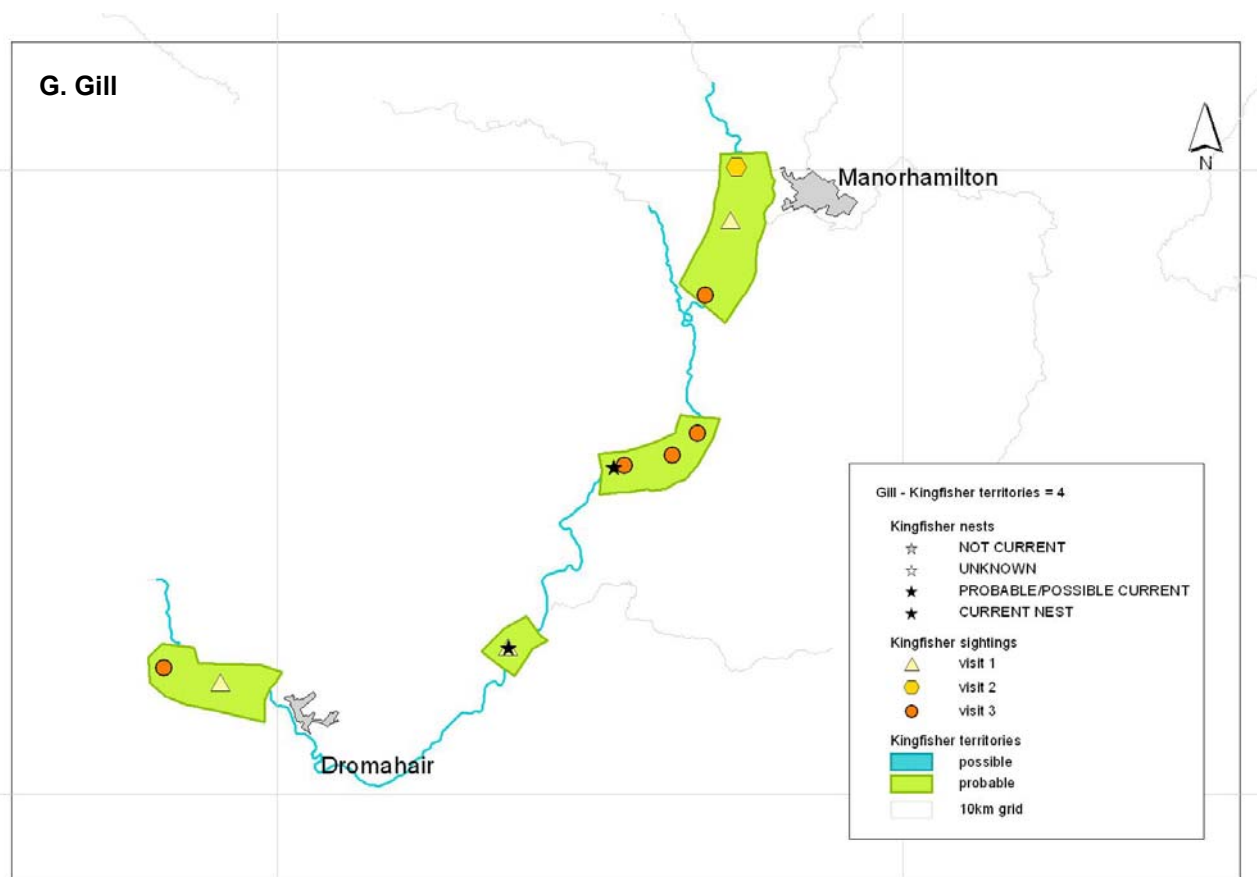 G. Gill
N
Manorhamilton
Dromahair
Gill - Kingfisher territories = 4
Kingfisher nests
NOT CURRENT
UNKNOWN
PROBABLE/POSSIBLE CURRENT
CURRENT NEST
Kingfisher sightings
visit 1
visit 2
visit 3
Kingfisher territories
possible
probable
10km grid